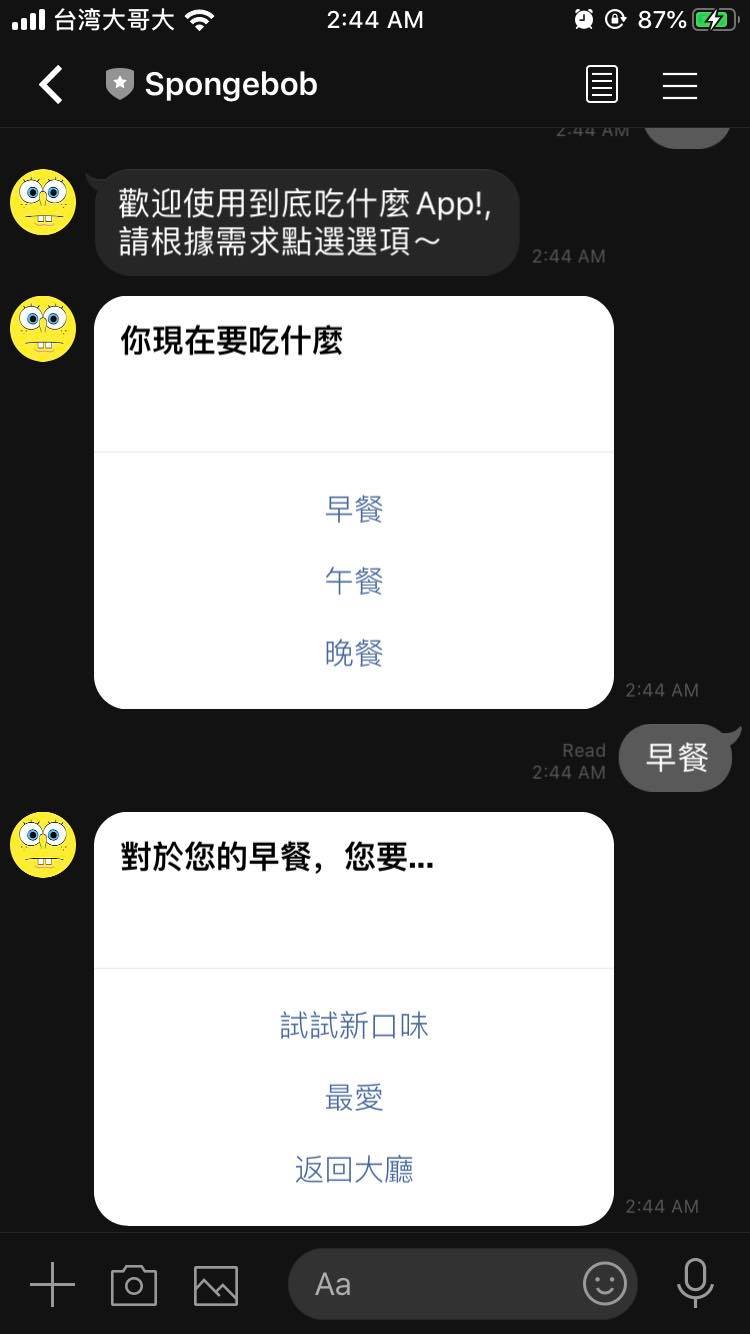 台湾大哥大
2:44 AM
87%
Spongebob
2:44 AM
歡迎使用到底吃什麼App!,
請根據需求點選選項～
2:44 AM
你現在要吃什麼
早餐
午餐
晚餐
2:44 AM
Read
2:44 AM
早餐
對於您的早餐，您要...
試試新口味
最愛
返回大廳
2:44 AM
Aa